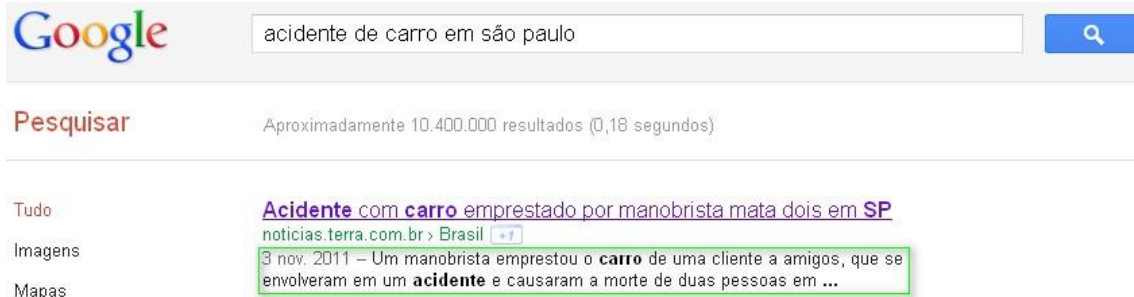 Google
acidente de carro em são paulo
Pesquisar
Aproximadamente 10.400.000 resultados (0,18 segundos)
Tudo
Imagens
Mapas
Acidente com carro emprestado por manobrista mata dois em SP
noticias.terra.com.br › Brasil +1
3 nov. 2011 – Um manobrista emprestou o carro de uma cliente a amigos, que se
envolveram em um acidente e causaram a morte de duas pessoas em ...